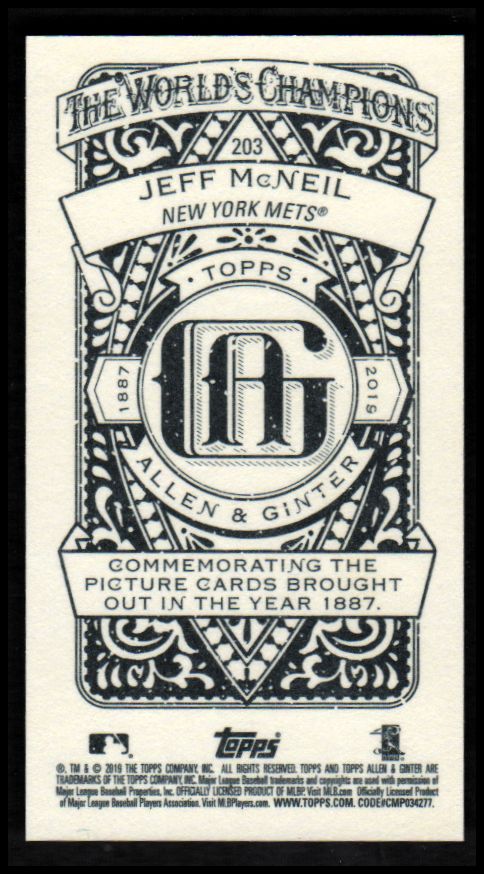 THE WORLD'S CHAMPIONS
203
JEFF McNEIL
NEW YORK METS®
· TOPPS ·
AG
1887
2019
ALLEN & GINTER
COMMEMORATING THE
PICTURE CARDS BROUGHT
OUT IN THE YEAR 1887.
topps
®, TM & © 2019 THE TOPPS COMPANY, INC. ALL RIGHTS RESERVED. TOPPS AND TOPPS ALLEN & GINTER ARE
TRADEMARKS OF THE TOPPS COMPANY, INC. Major League Baseball trademarks and copyrights are used with permission of
Major League Baseball Properties, Inc. OFFICIALLY LICENSED PRODUCT OF MLBP. Visit MLB.com Officially Licensed Product
of Major League Baseball Players Association. Visit MLBPlayers.com. WWW.TOPPS.COM. CODE#CMP034277.